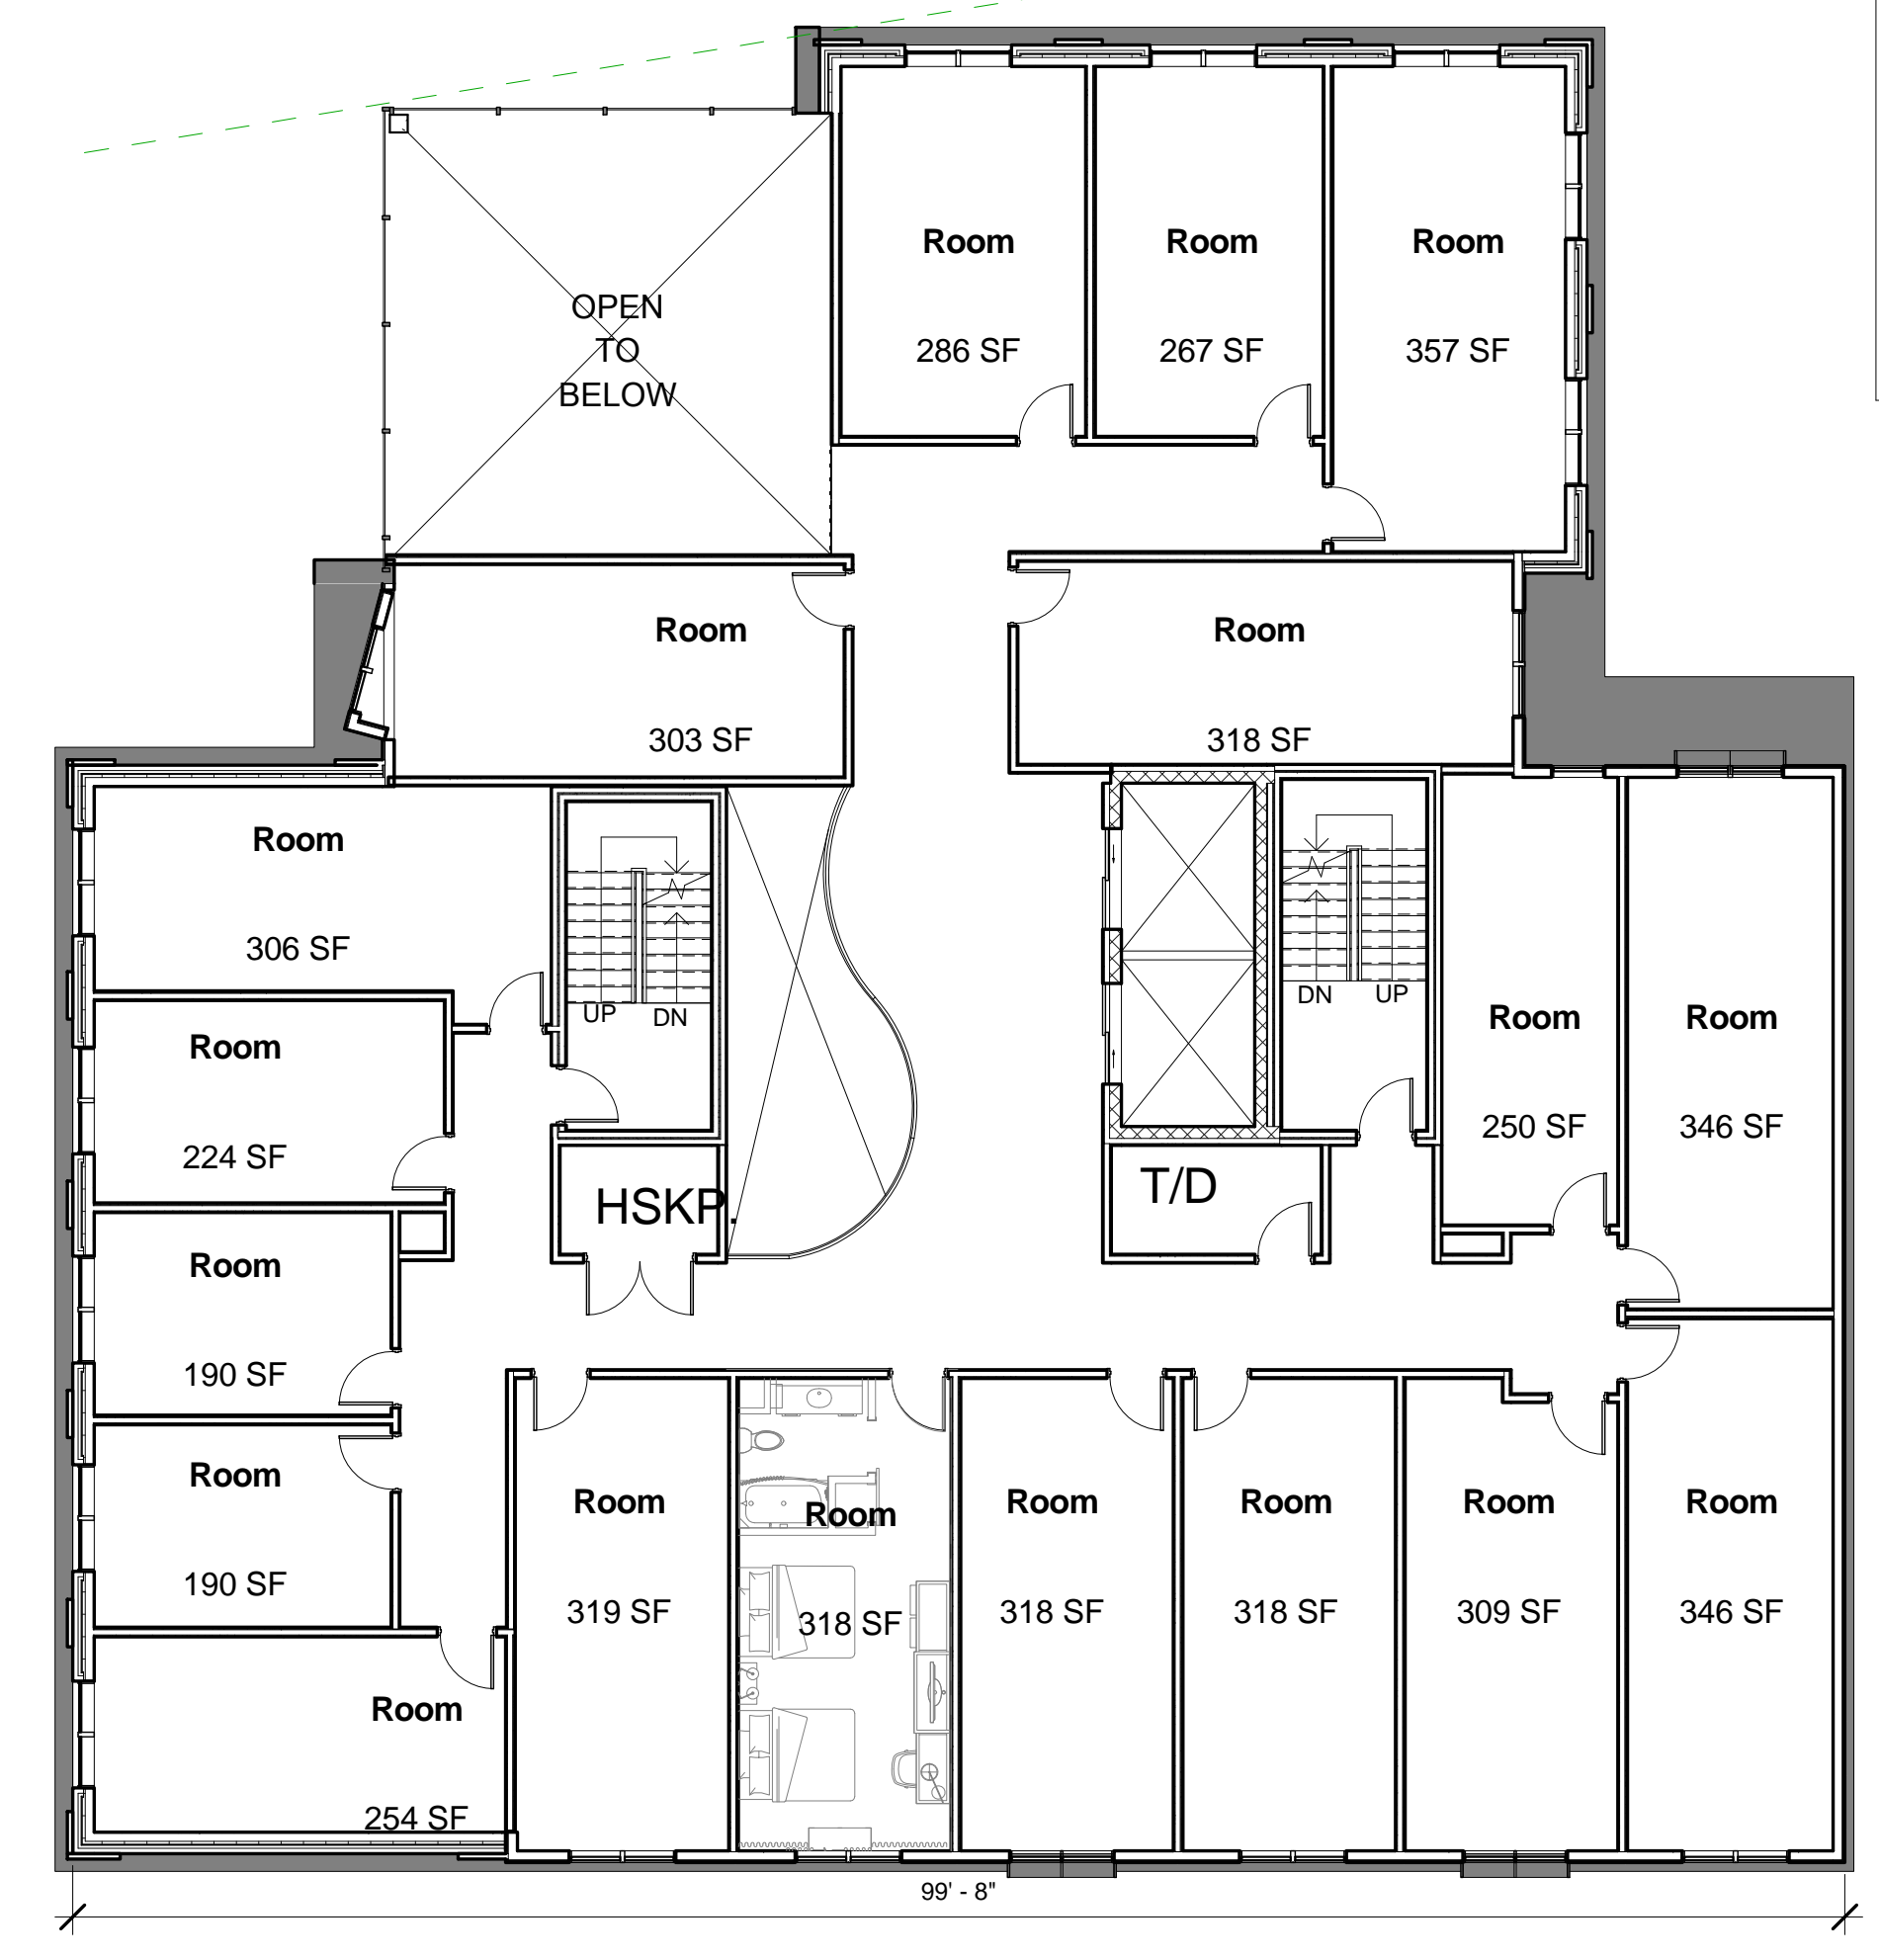 Room
286 SF
Room
267 SF
Room
357 SF
OPEN
TO
BELOW
Room
303 SF
Room
318 SF
Room
306 SF
UP
DN
DN
UP
Room
224 SF
Room
250 SF
Room
346 SF
HSKP.
T/D
Room
190 SF
Room
190 SF
Room
254 SF
Room
319 SF
Room
318 SF
Room
318 SF
Room
318 SF
Room
309 SF
Room
346 SF
99' - 8"